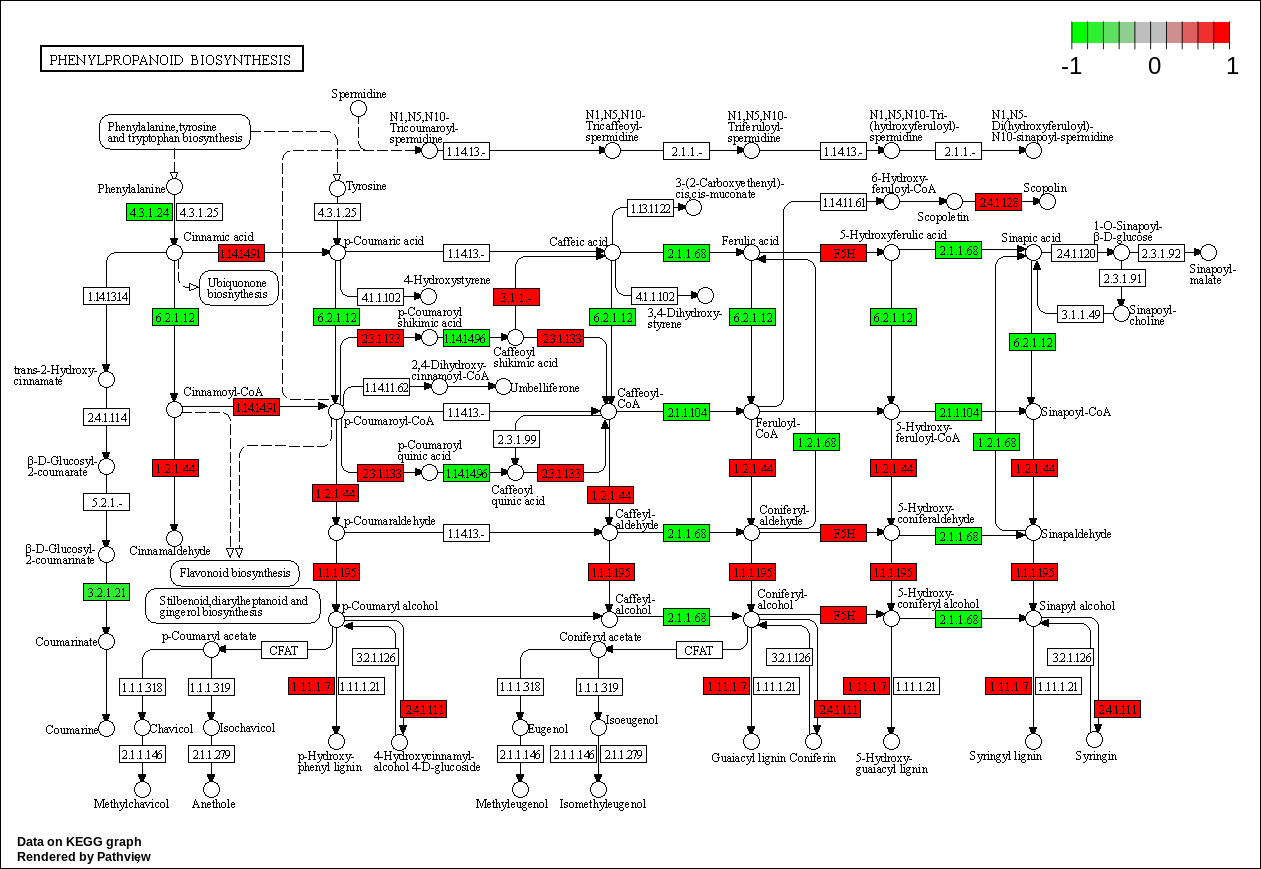 PHENYLPROPANOID BIOSYNTHESIS
-1 0 1
Spermidine
Phenylalanine,tyrosine
and tryptophan biosynthesis
N1,N5,N10-
Tricoumaroyl-
spermidine
N1,N5,N10-
Tricaffeoyl-
spermidine
N1,N5,N10-
Triferuloyl-
spermidine
N1,N5,N10-Tri-
(hydroxyferuloyl)-
spermidine
N1,N5-
Di(hydroxyferuloyl)-
N10-sinapoyl-spermidine
1.14.13.-
2.1.1.-
1.14.13.-
2.1.1.-
Phenylalanine
Tyrosine
3-(2-Carboxyethenyl)-
cis,cis-muconate
6-Hydroxy-
feruloyl-CoA
Scopolin
4.3.1.24
4.3.1.25
4.3.1.25
1.13.11.22
1.14.11.61
Scopoletin
2.4.1.128
Cinnamic acid
p-Coumaric acid
Caffeic acid
Ferulic acid
5-Hydroxyferulic acid
Sinapic acid
1-O-Sinapoyl-
β-D-glucose
1.14.14.91
1.14.13.-
2.1.1.68
F5H
2.1.1.68
2.4.1.120
2.3.1.92
Sinapoyl-
malate
2.3.1.91
Ubiquonone
biosnythesis
4-Hydroxystyrene
1.14.13.14
4.1.1.102
3.1.1.-
4.1.1.102
3,4-Dihydroxy-
styrene
3.1.1.49
Sinapoyl-
choline
6.2.1.12
6.2.1.12
p-Coumaroyl
shikimic acid
6.2.1.12
6.2.1.12
6.2.1.12
6.2.1.12
2.3.1.133
1.14.14.96
2.3.1.133
Caffeoyl
shikimic acid
trans-2-Hydroxy-
cinnamate
2,4-Dihydroxy-
cinnamoyl-CoA
1.14.11.62
Umbelliferone
Cinnamoyl-CoA
1.14.14.91
p-Coumaroyl-CoA
1.14.13.-
Caffeoyl-
CoA
2.1.1.104
Feruloyl-
CoA
2.1.1.104
5-Hydroxy-
feruloyl-CoA
Sinapoyl-CoA
2.4.1.114
2.3.1.99
1.2.1.68
1.2.1.68
β-D-Glucosyl-
2-coumarate
1.2.1.44
p-Coumaroyl
quinic acid
2.3.1.133
1.14.14.96
2.3.1.133
Caffeoyl
quinic acid
1.2.1.44
1.2.1.44
1.2.1.44
1.2.1.44
1.2.1.44
5.2.1.-
p-Coumaraldehyde
1.14.13.-
Caffeyl-
aldehyde
2.1.1.68
Coniferyl-
aldehyde
F5H
5-Hydroxy-
coniferaldehyde
2.1.1.68
Sinapaldehyde
β-D-Glucosyl-
2-coumarinate
Cinnamaldehyde
Flavonoid biosynthesis
1.1.1.195
1.1.1.195
1.1.1.195
1.1.1.195
1.1.1.195
3.2.1.21
Stilbenoid,diarylheptanoid and
gingerol biosynthesis
p-Coumaryl alcohol
Caffeyl-
alcohol
2.1.1.68
Coniferyl-
alcohol
F5H
5-Hydroxy-
coniferyl alcohol
2.1.1.68
Sinapyl alcohol
Coumarinate
p-Coumaryl acetate
CFAT
3.2.1.126
Coniferyl acetate
CFAT
3.2.1.126
3.2.1.126
1.1.1.318
1.1.1.319
1.11.1.7
1.11.1.21
1.1.1.318
1.1.1.319
1.11.1.7
1.11.1.21
1.11.1.7
1.11.1.21
1.11.1.7
1.11.1.21
2.4.1.111
2.4.1.111
2.4.1.111
Coumarine
Chavicol
Isochavicol
Eugenol
Isoeugenol
2.1.1.146
2.1.1.279
p-Hydroxy-
phenyl lignin
4-Hydroxycinnamyl-
alcohol 4-D-glucoside
2.1.1.146
2.1.1.146
2.1.1.279
Guaiacyl lignin
Coniferin
5-Hydroxy-
guaiacyl lignin
Syringyl lignin
Syringin
Methylchavicol
Anethole
Methyleugenol
Isomethyleugenol
Data on KEGG graph
Rendered by Pathview